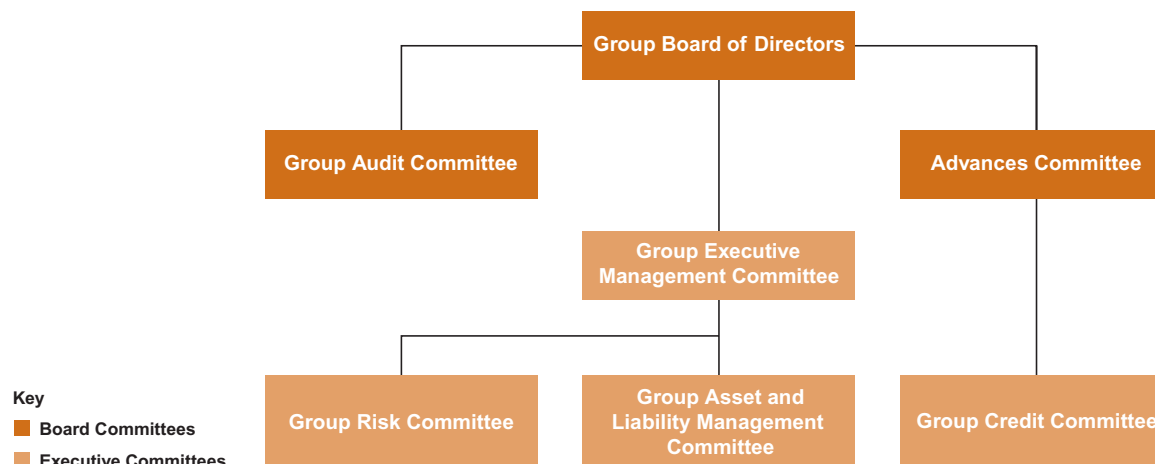 Group Board of Directors
Group Audit Committee
Advances Committee
Group Executive
Management Committee
Group Risk Committee
Group Asset and
Liability Management
Committee
Group Credit Committee
Key
Board Committees
Executive Committees